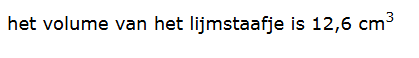 het volume van het lijmstaafje is 12,6 cm³